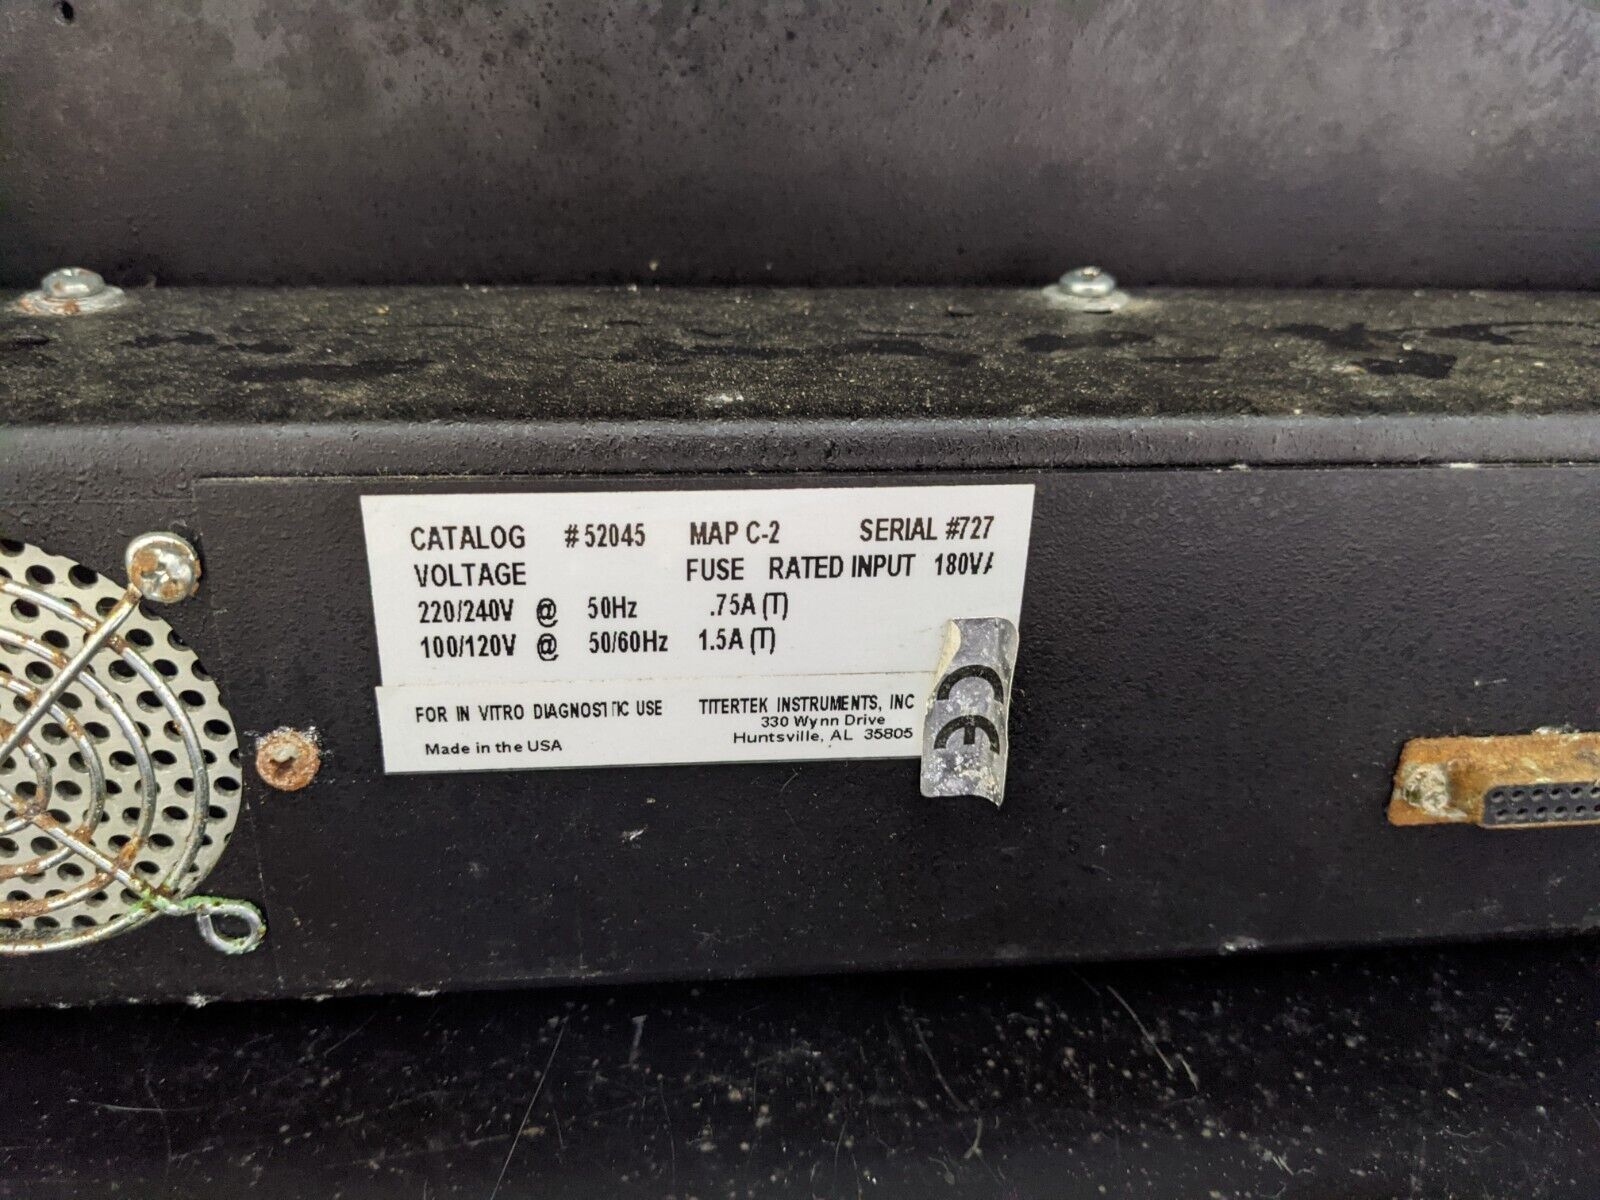 CATALOG #52045 MAP C-2 SERIAL #727
VOLTAGE FUSE RATED INPUT
220/240V @ 50Hz .75A (T)
100/120V @ 50/60Hz 1.5A (T)
FOR IN VITRO DIAGNOSTIC USE TITERTEK INSTRUMENTS, INC
330 Wynn Drive
Made in the USA Huntsville, AL 35805
CE